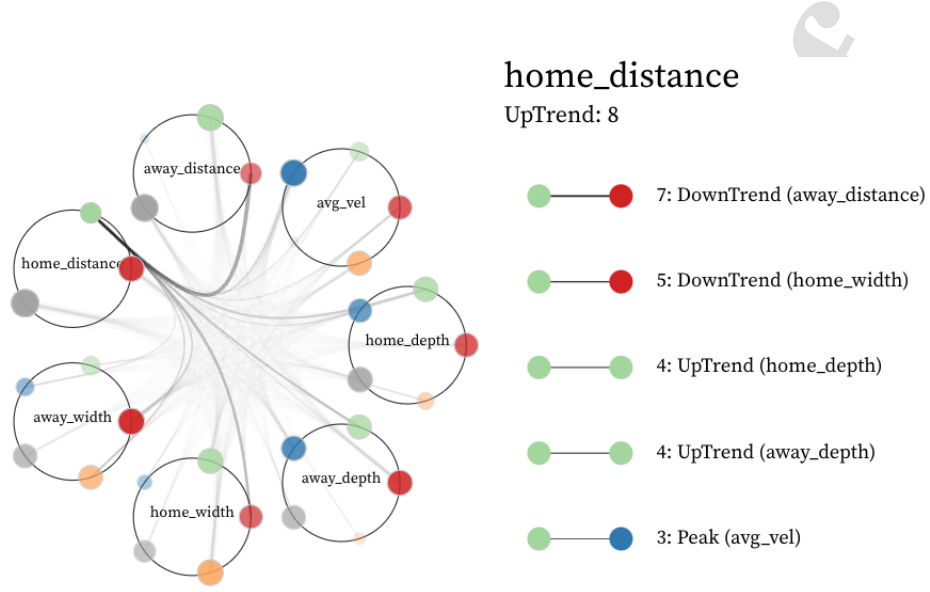 home_distance
UpTrend: 8
away_distance
avg_vel
home_distance
home_depth
away_width
away_depth
home_width
7: DownTrend (away_distance)
5: DownTrend (home_width)
4: UpTrend (home_depth)
4: UpTrend (away_depth)
3: Peak (avg_vel)